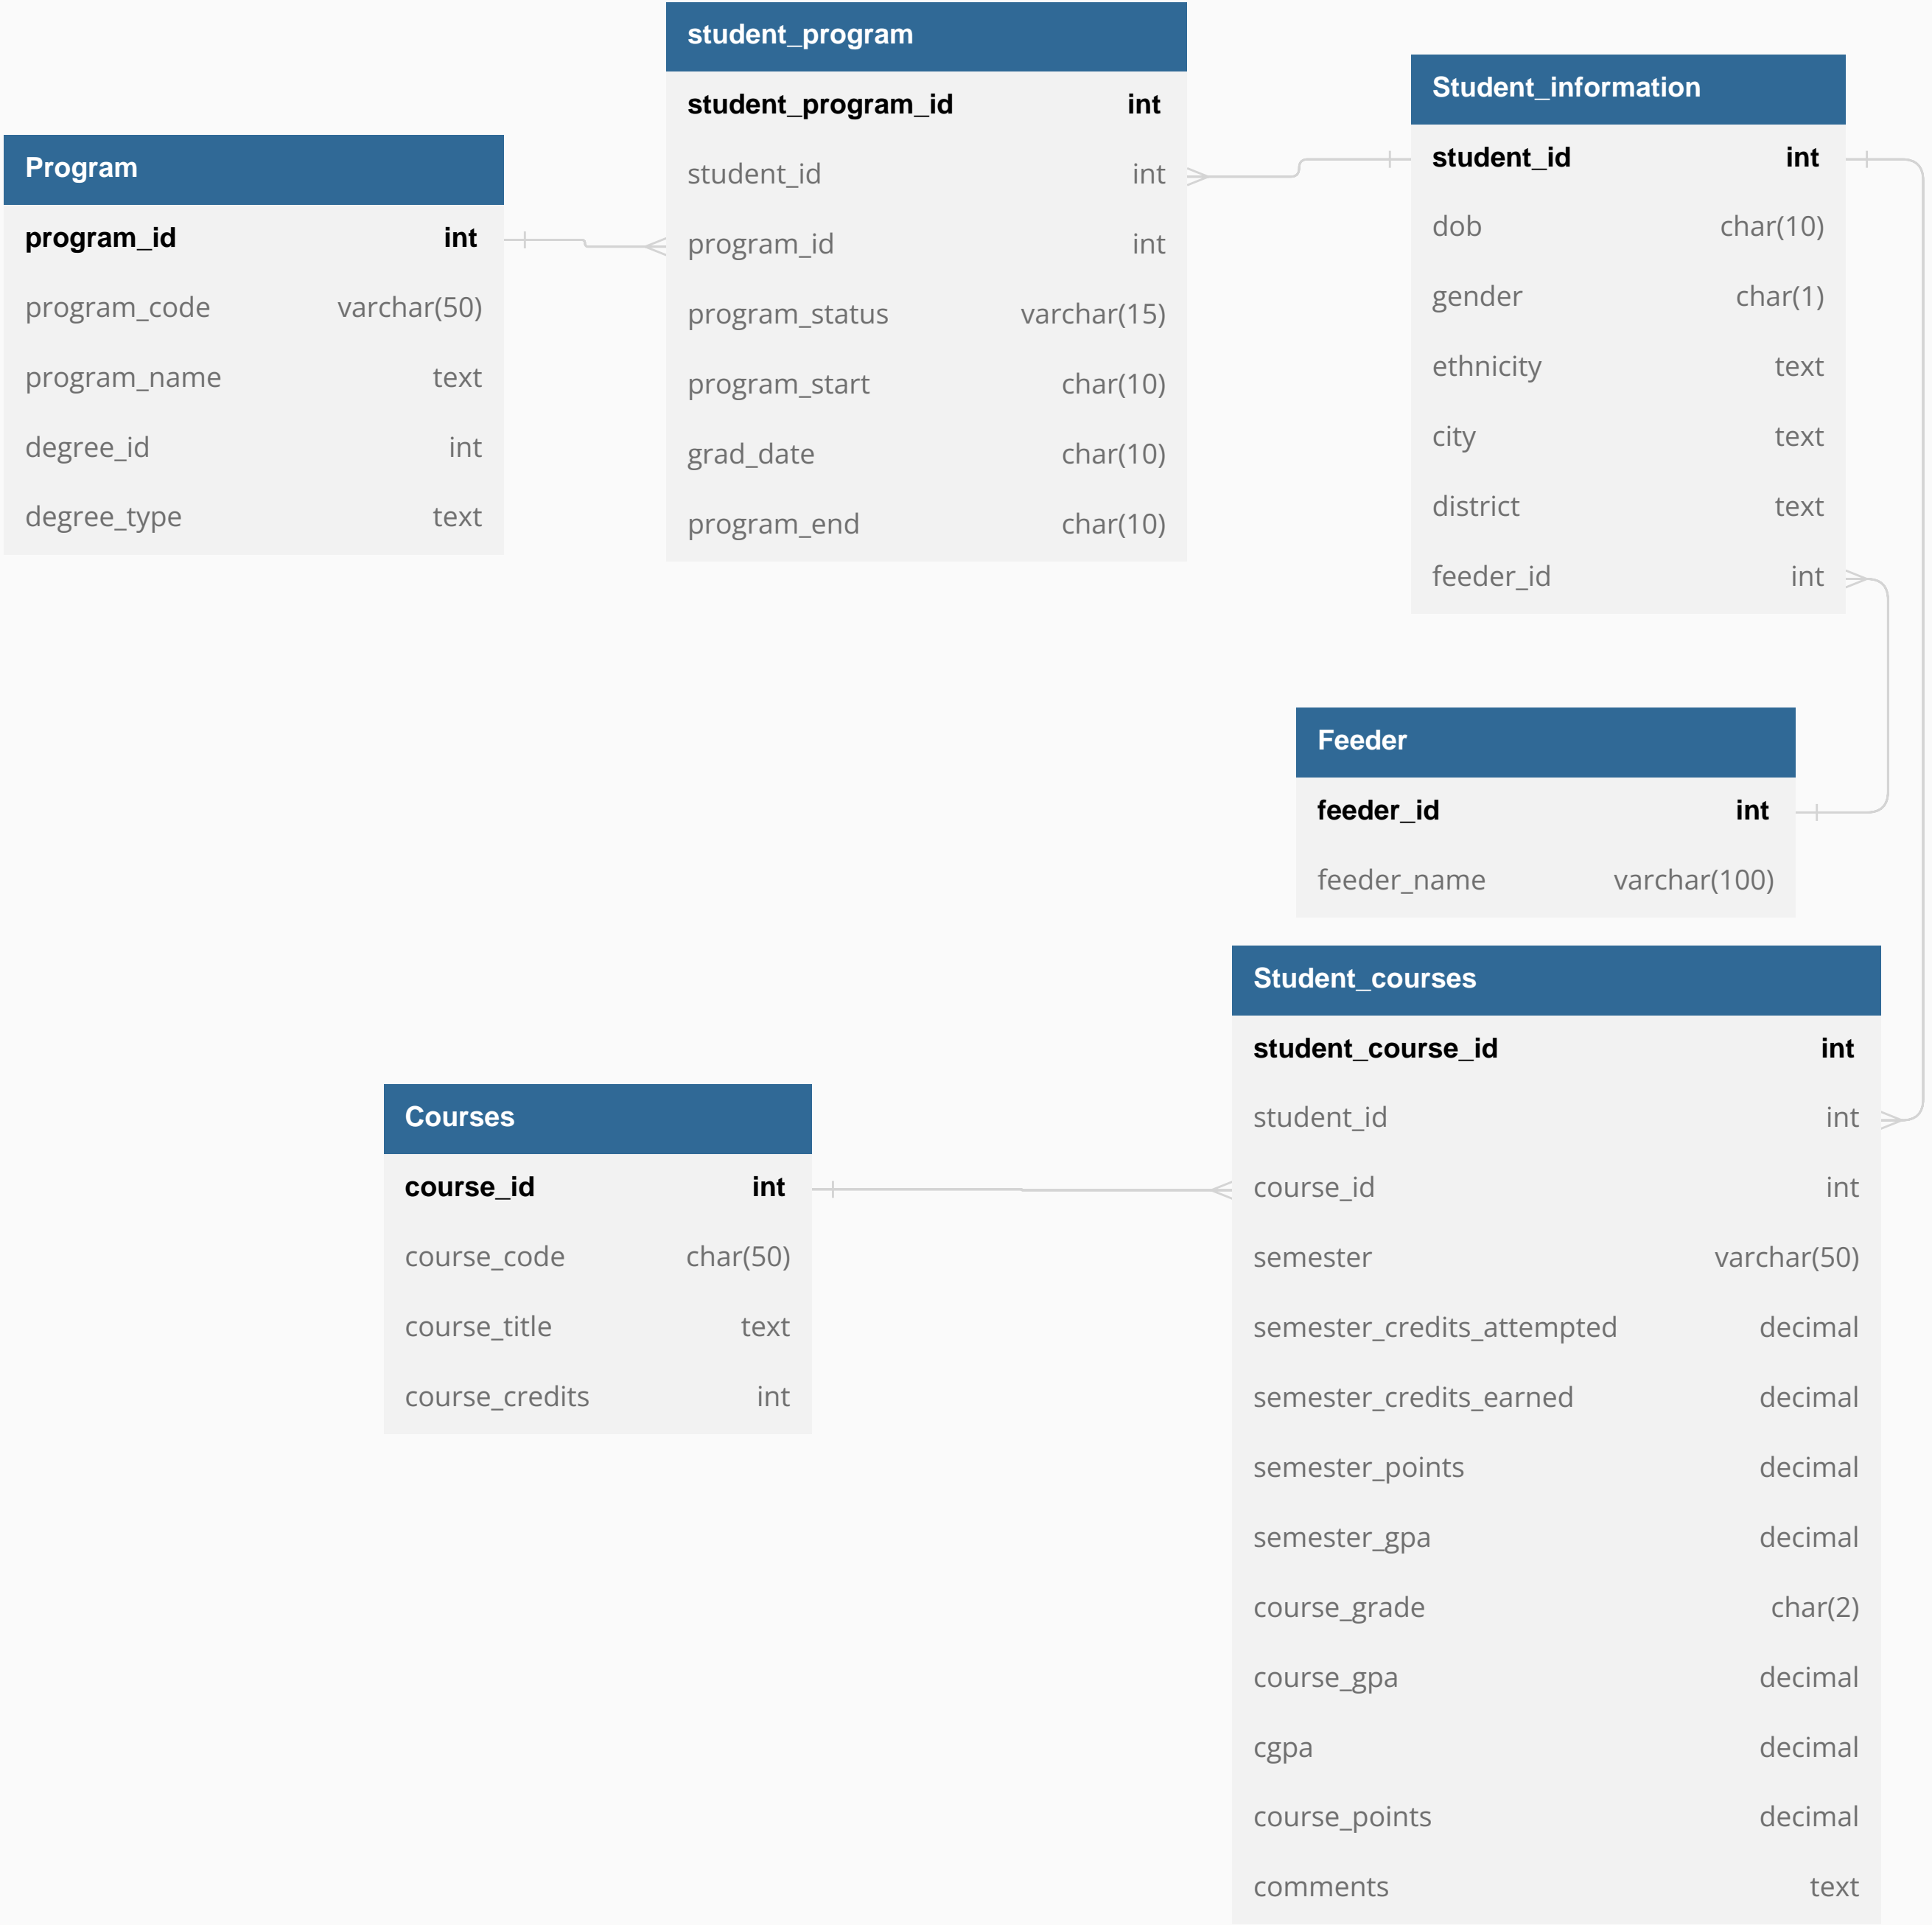 student_program
student_program_id int
student_id int
program_id int
program_status varchar(15)
program_start char(10)
grad_date char(10)
program_end char(10)
Student_information
student_id int
dob char(10)
gender char(1)
ethnicity text
city text
district text
feeder_id int
Program
program_id int
program_code varchar(50)
program_name text
degree_id int
degree_type text
Feeder
feeder_id int
feeder_name varchar(100)
Student_courses
student_course_id int
student_id int
course_id int
semester varchar(50)
semester_credits_attempted decimal
semester_credits_earned decimal
semester_points decimal
semester_gpa decimal
course_grade char(2)
course_gpa decimal
cgpa decimal
course_points decimal
comments text
Courses
course_id int
course_code char(50)
course_title text
course_credits int